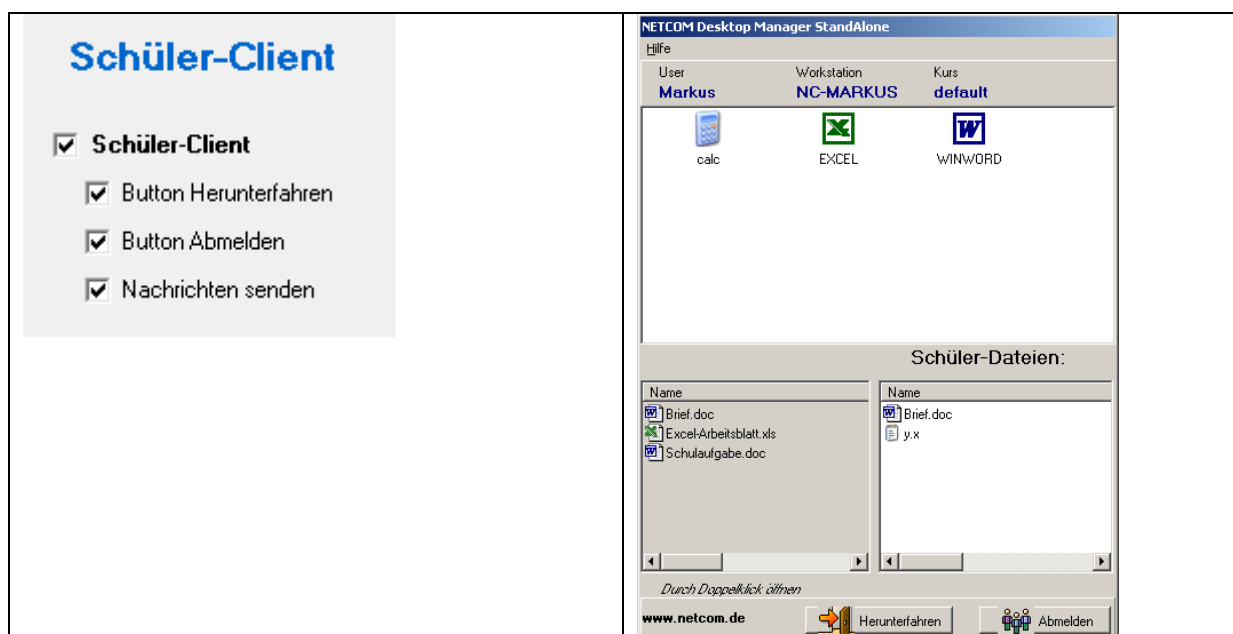 Schüler-Client
Schüler-Client
Button Herunterfahren
Button Abmelden
Nachrichten senden
NETCOM Desktop Manager StandAlone
Hilfe
User Workstation Kurs
Markus NC-MARKUS default
calc EXCEL WINWORD
Schüler-Dateien:
Name
Brief.doc
Excel-Arbeitsblatt.xls
Schulaufgabe.doc
Name
Brief.doc
y.x
Durch Doppelklick öffnen
www.netcom.de Herunterfahren Abmelden